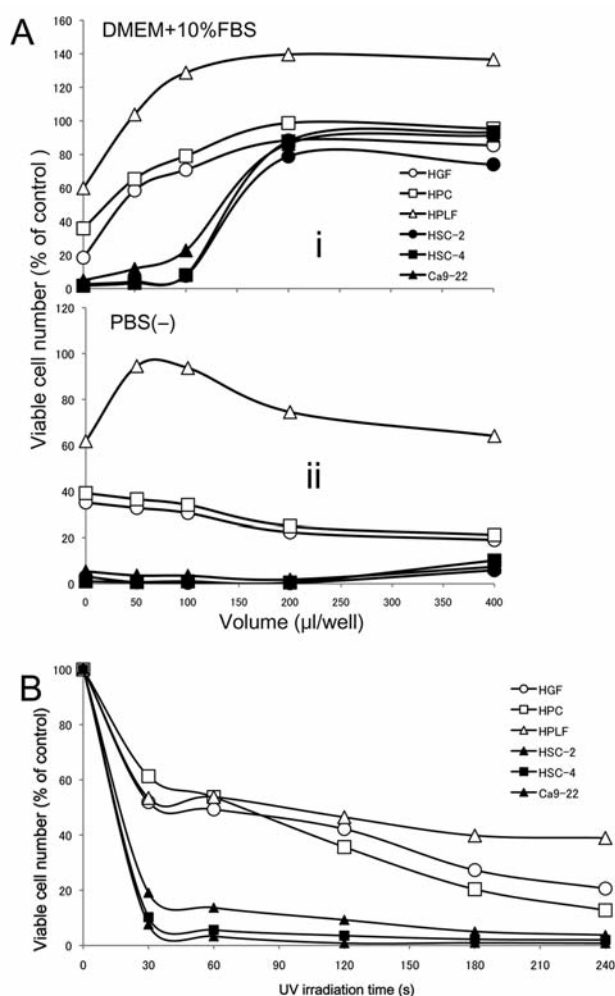 A
DMEM+10%FBS
160
140
120
100
80
60
40
20
0
HGF
HPC
HPLF
HSC-2
HSC-4
Ca9-22
i
Viable cell number (% of control)
PBS(–)
120
100
80
60
40
20
0
ii
0 50 100 150 200 250 300 350 400
Volume (µl/well)
B
100
80
60
40
20
0
Viable cell number (% of control)
HGF
HPC
HPLF
HSC-2
HSC-4
Ca9-22
0 30 60 90 120 150 180 210 240
UV irradiation time (s)